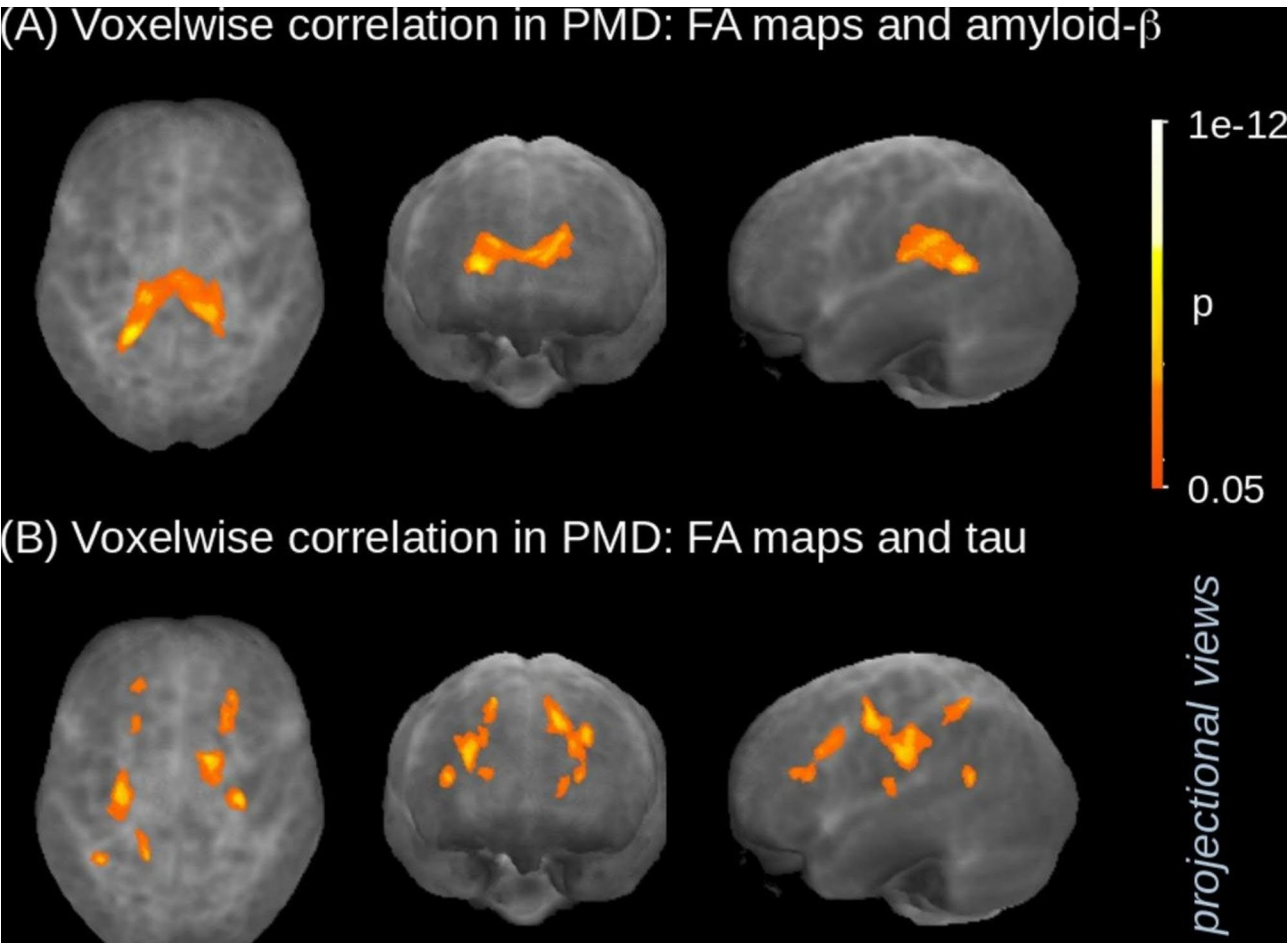 (A) Voxelwise correlation in PMD: FA maps and amyloid-β
1e-12
p
0.05
(B) Voxelwise correlation in PMD: FA maps and tau
projectional views